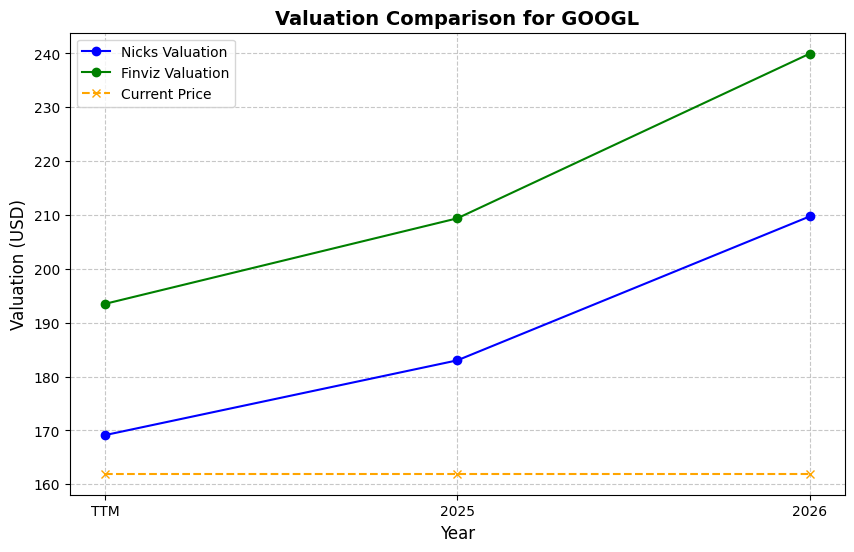 Valuation Comparison for GOOGL
Nicks Valuation
Finviz Valuation
Current Price
240
230
220
210
200
190
180
170
160
Valuation (USD)
TTM 2025 2026
Year